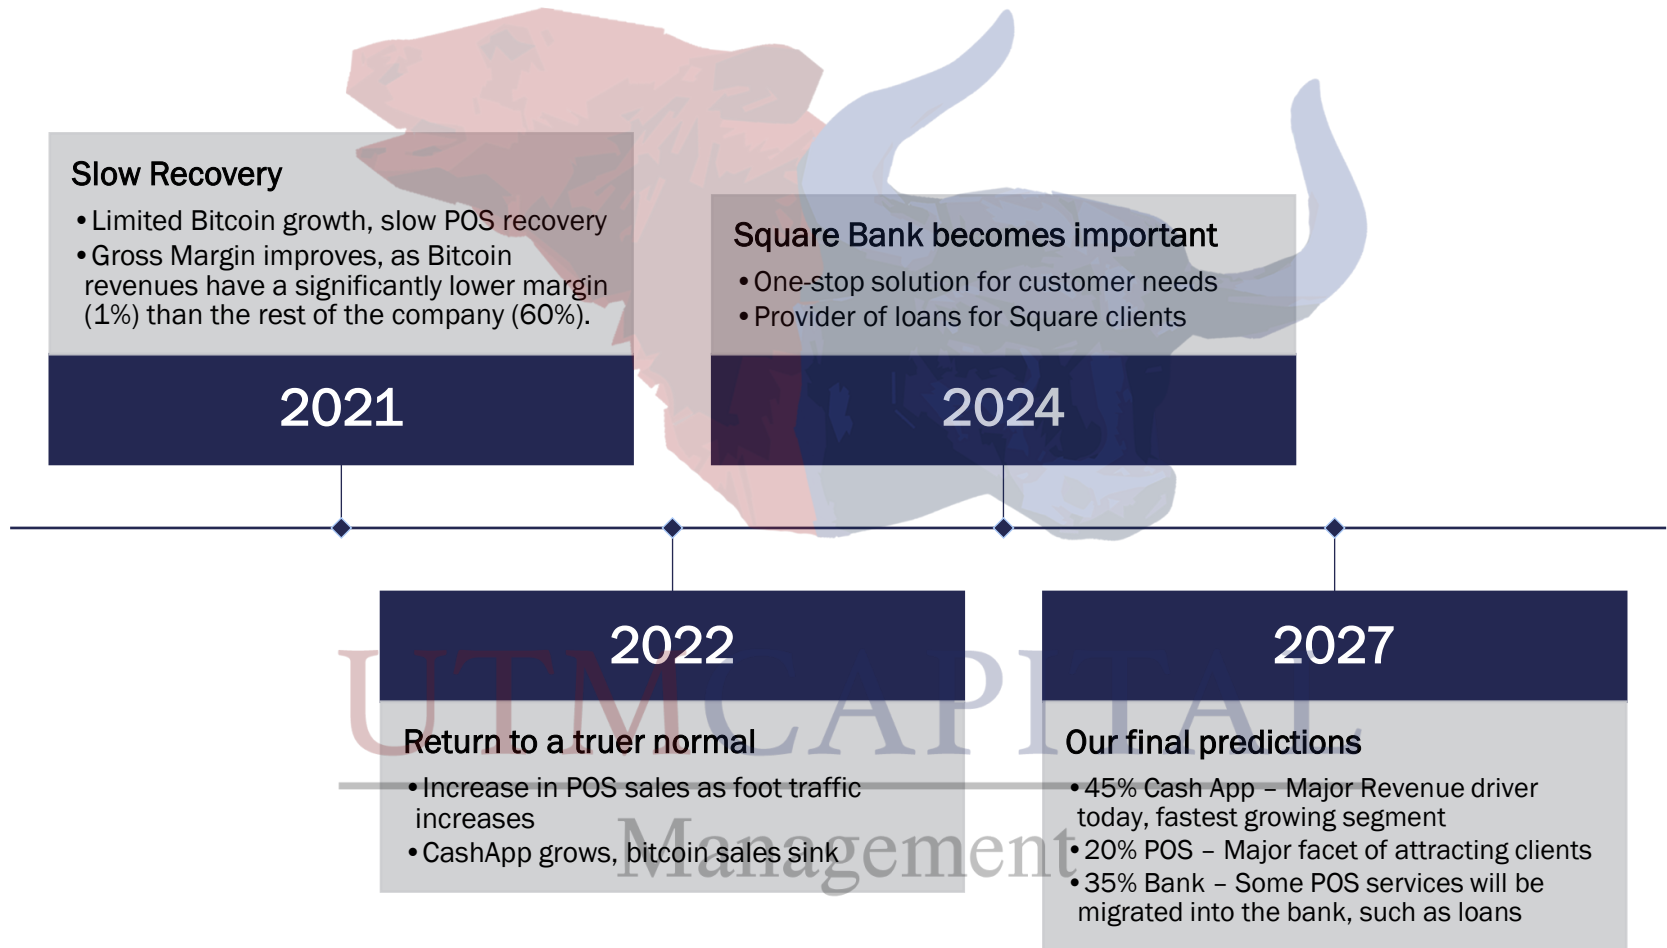 Slow Recovery
•Limited Bitcoin growth, slow POS recovery
•Gross Margin improves, as Bitcoin
revenues have a significantly lower margin
(1%) than the rest of the company (60%).
2021
Square Bank becomes important
•One-stop solution for customer needs
•Provider of loans for Square clients
2024
2022
Return to a truer normal
•Increase in POS sales as foot traffic
increases
•CashApp grows, bitcoin sales sink
2027
Our final predictions
•45% Cash App – Major Revenue driver
today, fastest growing segment
•20% POS – Major facet of attracting clients
•35% Bank – Some POS services will be
migrated into the bank, such as loans
UTMCAPITAL
Management